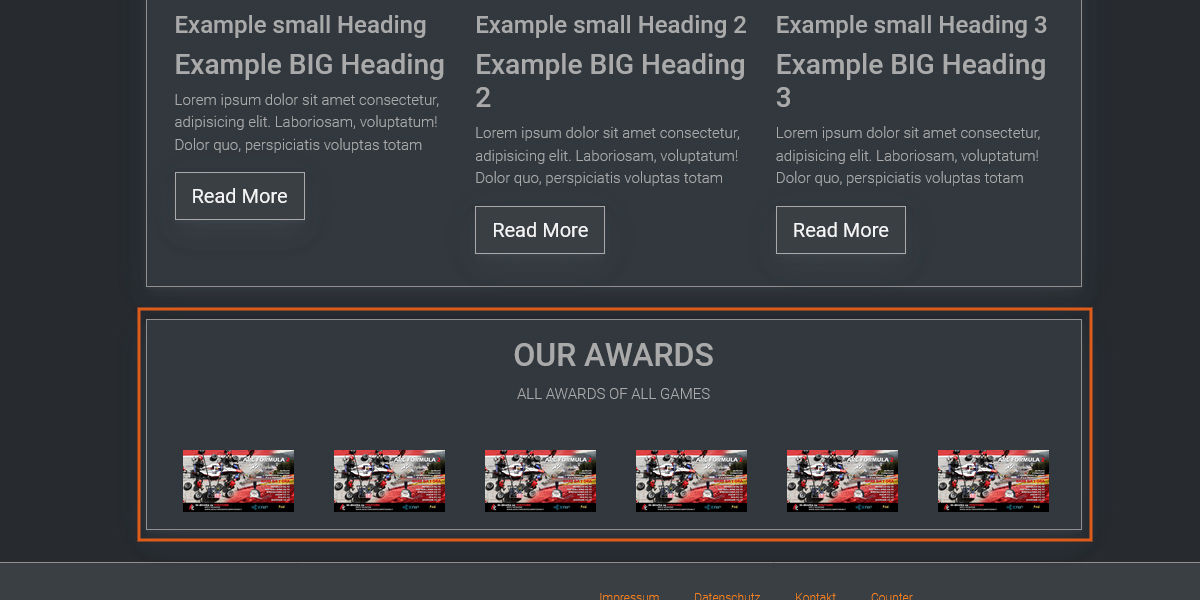 Example small Heading
Example BIG Heading
Lorem ipsum dolor sit amet consectetur,
adipisicing elit. Laboriosam, voluptatum!
Dolor quo, perspiciatis voluptas totam
Read More
Example small Heading 2
Example BIG Heading
2
Lorem ipsum dolor sit amet consectetur,
adipisicing elit. Laboriosam, voluptatum!
Dolor quo, perspiciatis voluptas totam
Read More
Example small Heading 3
Example BIG Heading
3
Lorem ipsum dolor sit amet consectetur,
adipisicing elit. Laboriosam, voluptatum!
Dolor quo, perspiciatis voluptas totam
Read More
OUR AWARDS
ALL AWARDS OF ALL GAMES
Impressum Datenschutz Kontakt Counter